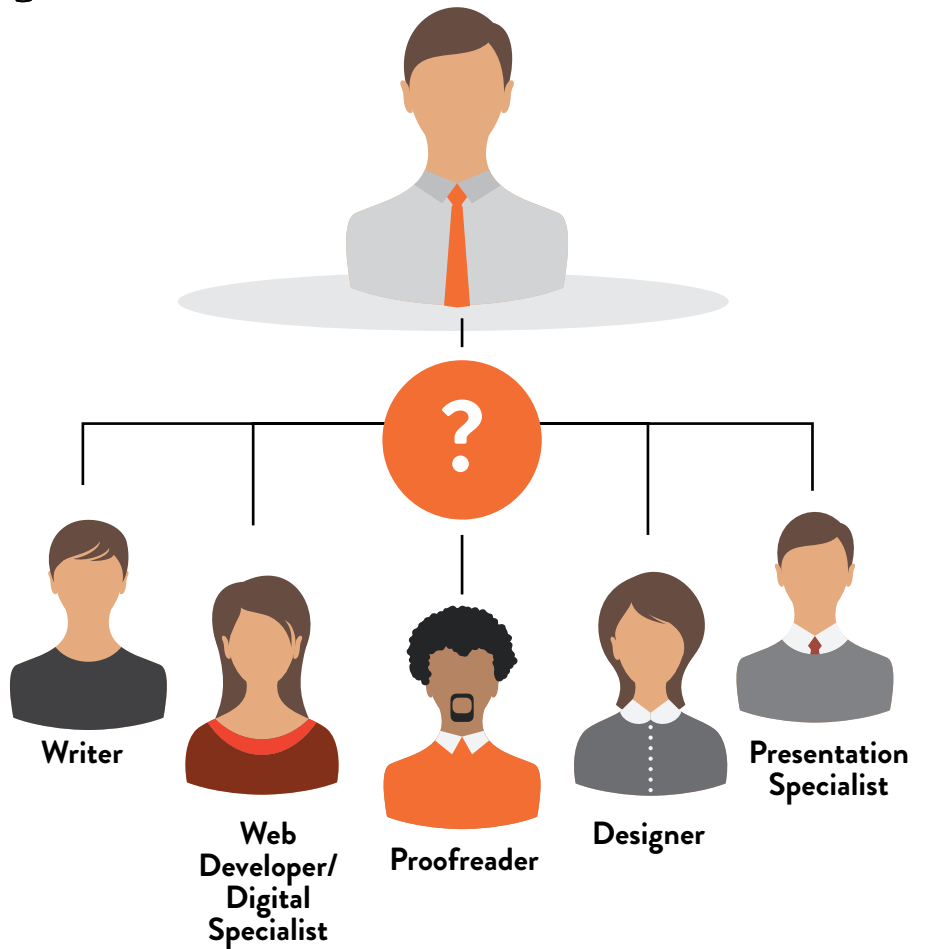 ?
Writer
Web
Developer/
Digital
Specialist
Proofreader
Designer
Presentation
Specialist